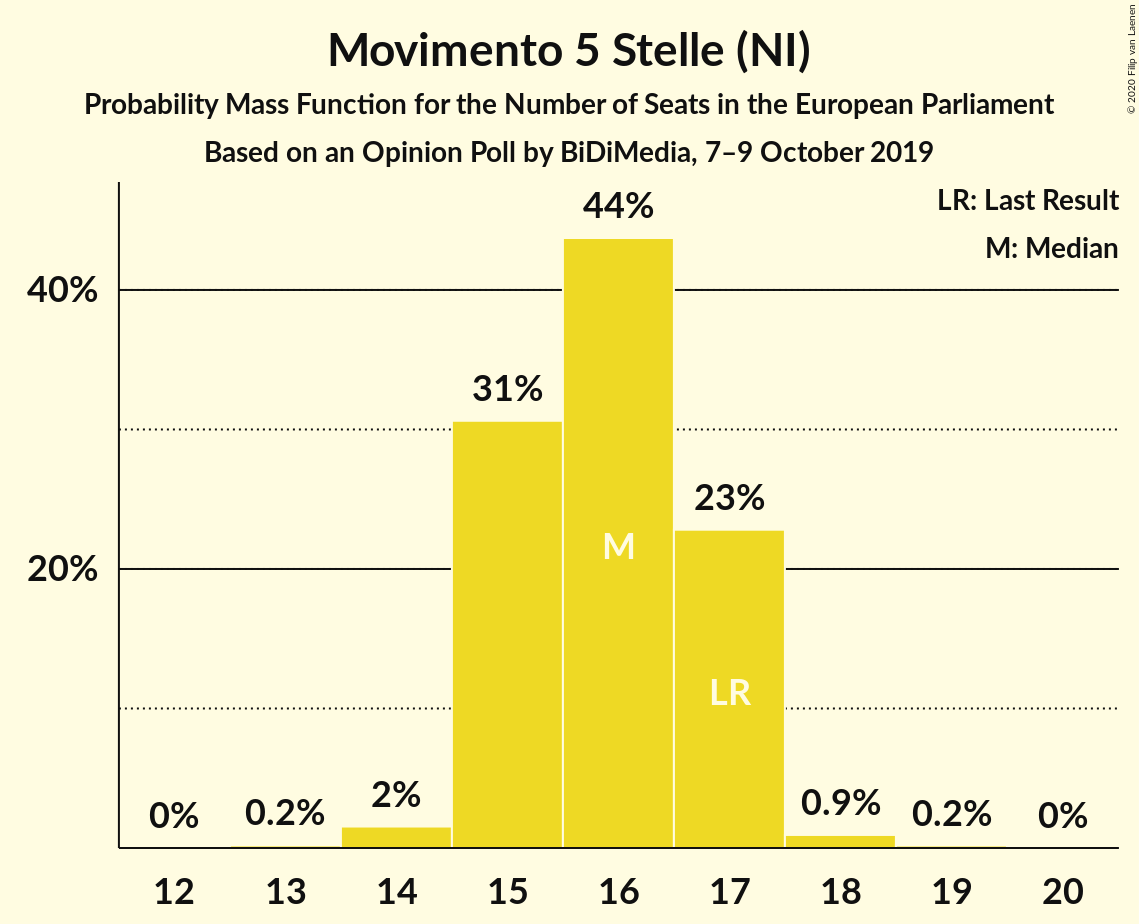 Movimento 5 Stelle (NI)
Probability Mass Function for the Number of Seats in the European Parliament
Based on an Opinion Poll by BiDiMedia, 7–9 October 2019
© 2020 Filip van Laenen
LR: Last Result
M: Median
44%
40%
31%
23%
M
20%
LR
0%
0.2%
2%
0.9%
0.2%
0%
12 13 14 15 16 17 18 19 20